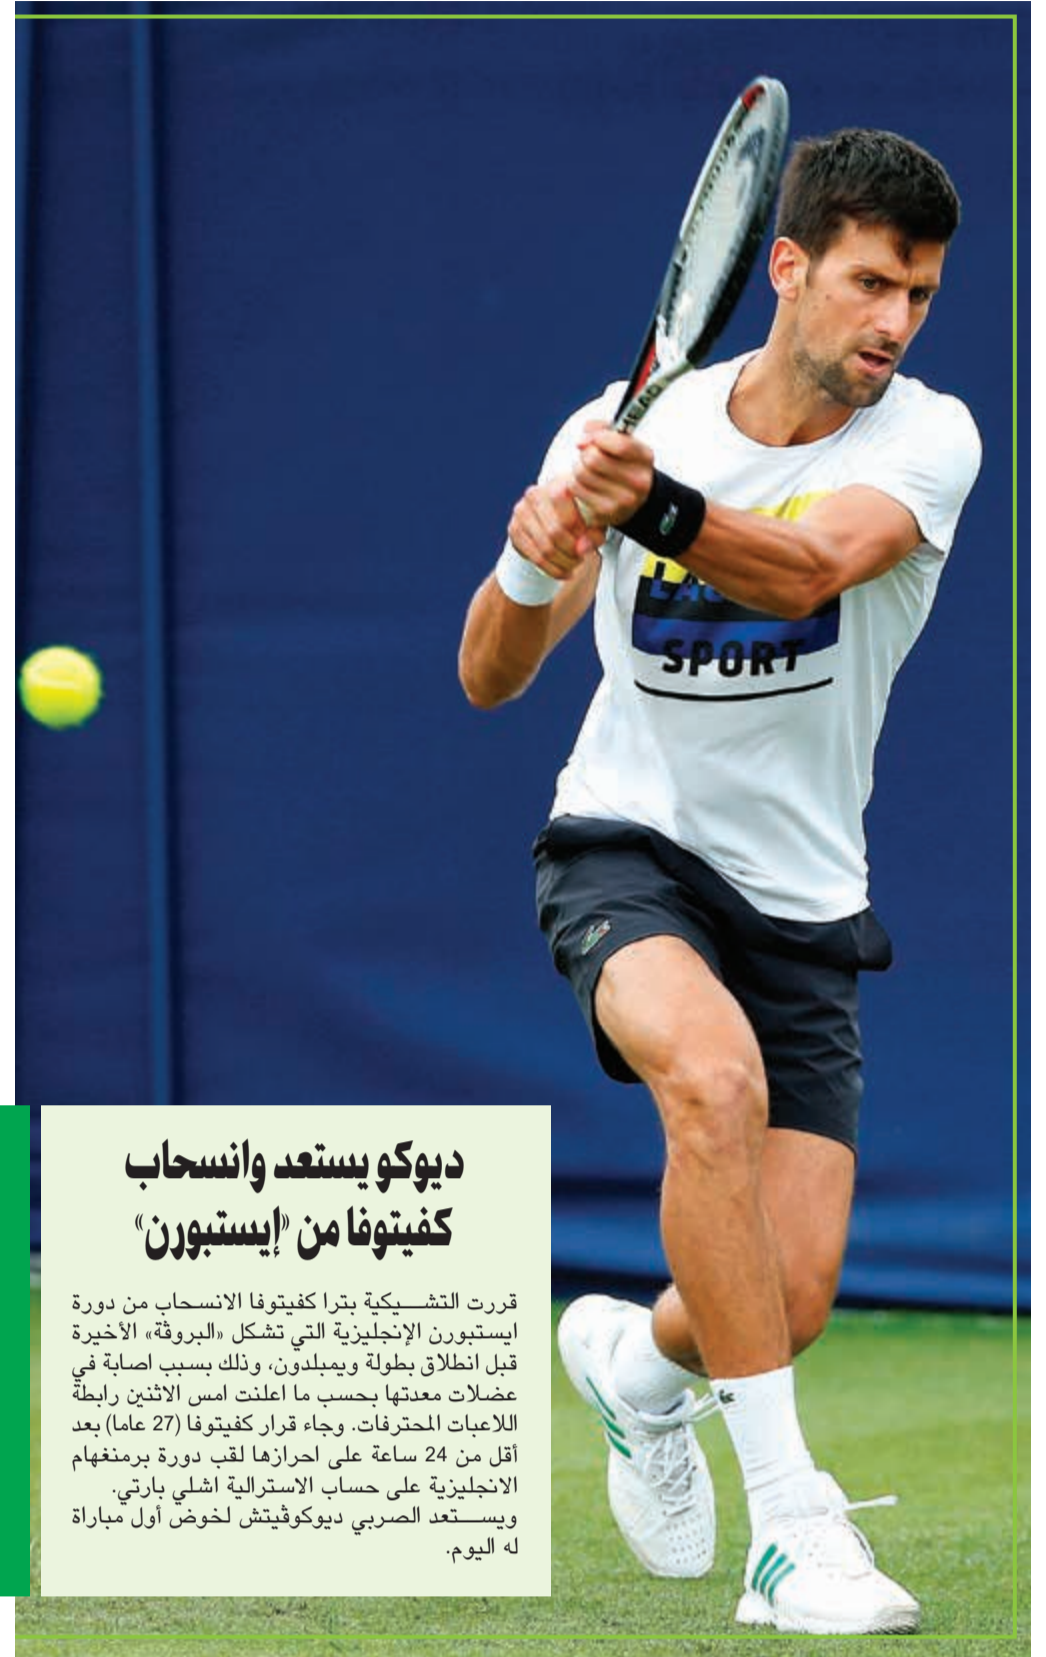 HEAD
SPORT
ديوكو يستعد وانسحاب
كفيتوفا من «إيستبورن»
قررت التشـــيكية بترا كفيتوفا الانسحاب من دورة
ايستبورن الإنجليزية التي تشكل «البروڤة» الأخيرة
قبل انطلاق بطولة ويمبلدون، وذلك بسبب اصابة في
عضلات معدتها بحسب ما اعلنت امس الاثنين رابطة
اللاعبات المحترفات. وجاء قرار كفيتوفا (27 عاما) بعد
أقل من 24 ساعة على احرازها لقب دورة برمنغهام
الانجليزية على حساب الاسترالية اشلي بارتي.
ويســـتعد الصربي ديوكوڤيتش لخوض أول مباراة
له اليوم.